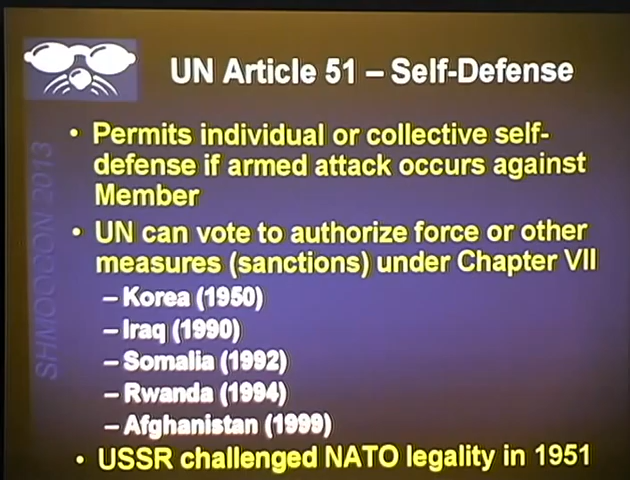 UN Article 51 – Self-Defense
• Permits individual or collective self-
defense if armed attack occurs against
Member
• UN can vote to authorize force or other
measures (sanctions) under Chapter VII
– Korea (1950)
– Iraq (1990)
– Somalia (1992)
– Rwanda (1994)
– Afghanistan (1999)
• USSR challenged NATO legality in 1951
SHMOOCON 2013